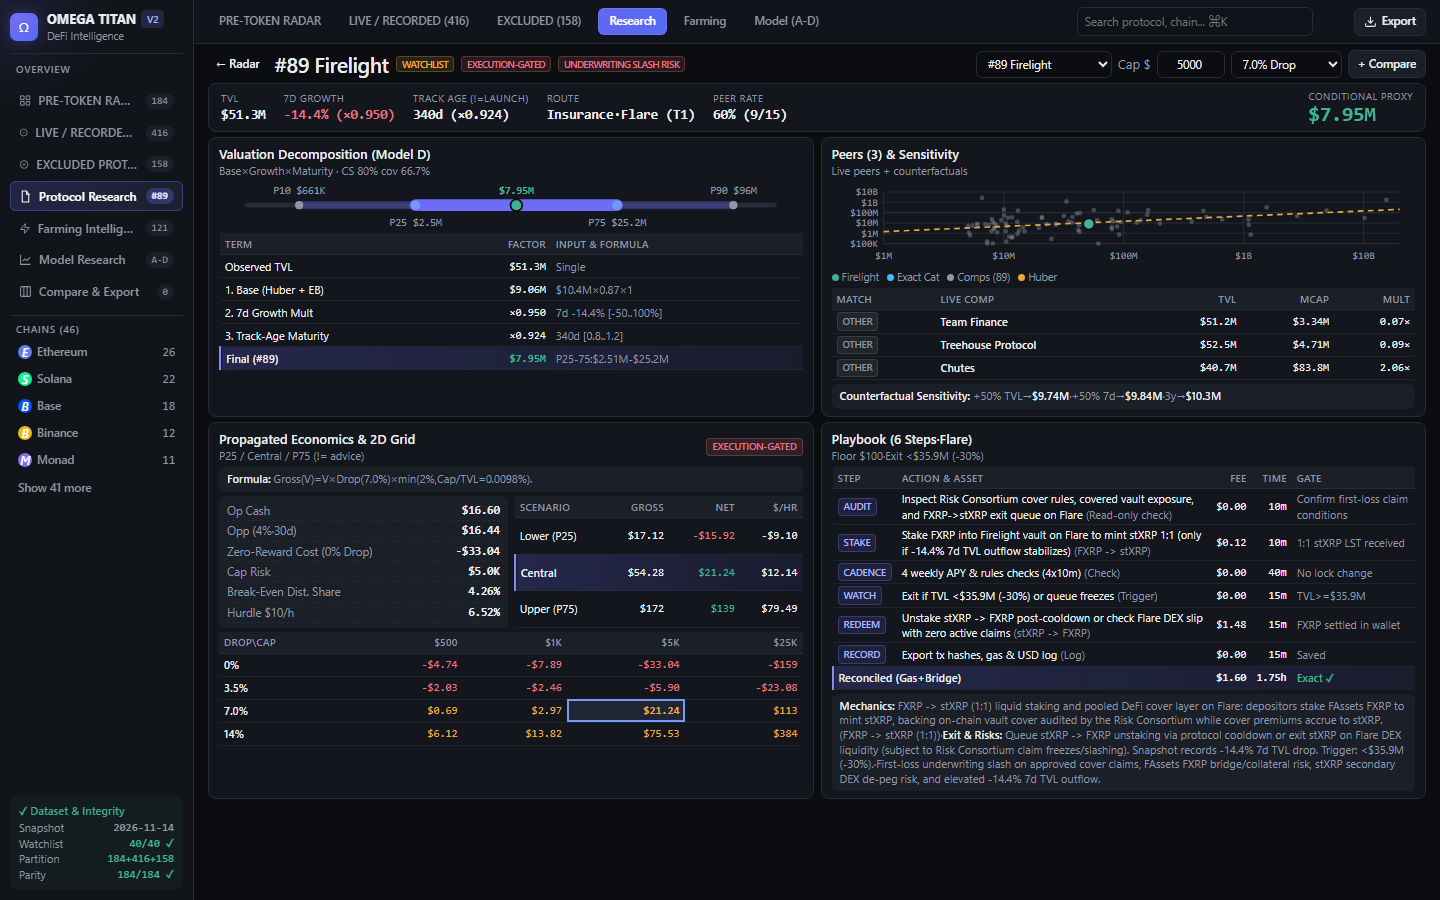 Ω
OMEGA TITAN V2
DeFi Intelligence
OVERVIEW
PRE-TOKEN RA... 184
LIVE / RECORDE... 416
EXCLUDED PROT... 158
Protocol Research #89
Farming Intellig... 121
Model Research A-D
Compare & Export 0
CHAINS (46)
E Ethereum 26
S Solana 22
B Base 18
B Binance 12
M Monad 11
Show 41 more
✓ Dataset & Integrity
Snapshot 2026-11-14
Watchlist 40/40 ✓
Partition 184+416+158
Parity 184/184 ✓
PRE-TOKEN RADAR LIVE / RECORDED (416) EXCLUDED (158) Research Farming Model (A-D)
Search protocol, chain... ⌘K
Export
← Radar #89 Firelight WATCHLIST EXECUTION-GATED UNDERWRITING SLASH RISK
#89 Firelight Cap $ 5000 7.0% Drop + Compare
TVL 7D GROWTH TRACK AGE (!=LAUNCH) ROUTE PEER RATE CONDITIONAL PROXY
$51.3M -14.4% (×0.950) 340d (×0.924) Insurance·Flare (T1) 60% (9/15) $7.95M
Valuation Decomposition (Model D)
Base×Growth×Maturity · CS 80% cov 66.7%
P10 $661K $7.95M P90 $96M
P25 $2.5M P75 $25.2M
TERM FACTOR INPUT & FORMULA
Observed TVL $51.3M Single
1. Base (Huber + EB) $9.06M $10.4M×0.87×1
2. 7d Growth Mult ×0.950 7d -14.4% [-50..100%]
3. Track-Age Maturity ×0.924 340d [0.8..1.2]
Final (#89) $7.95M P25-75:$2.51M-$25.2M
Peers (3) & Sensitivity
Live peers + counterfactuals
$10B
$1B
$100M
$10M
$1M
$100K
$1M $10M $100M $1B $10B
Firelight Exact Cat Comps (89) Huber
MATCH LIVE COMP TVL MCAP MULT
OTHER Team Finance $51.2M $3.34M 0.07×
OTHER Treehouse Protocol $52.5M $4.71M 0.09×
OTHER Chutes $40.7M $83.8M 2.06×
Counterfactual Sensitivity: +50% TVL→$9.74M·+50% 7d→$9.84M·3y→$10.3M
Propagated Economics & 2D Grid
P25 / Central / P75 (!= advice)
EXECUTION-GATED
Formula: Gross(V)=V×Drop(7.0%)×min(2%,Cap/TVL=0.0098%).
Op Cash $16.60
Opp (4%·30d) $16.44
Zero-Reward Cost (0% Drop) -$33.04
Cap Risk $5.0K
Break-Even Dist. Share 4.26%
Hurdle $10/h 6.52%
SCENARIO GROSS NET $/HR
Lower (P25) $17.12 -$15.92 -$9.10
Central $54.28 $21.24 $12.14
Upper (P75) $172 $139 $79.49
DROP\CAP $500 $1K $5K $25K
0% -$4.74 -$7.89 -$33.04 -$159
3.5% -$2.03 -$2.46 -$5.90 -$23.08
7.0% $0.69 $2.97 $21.24 $113
14% $6.12 $13.82 $75.53 $384
Playbook (6 Steps·Flare)
Floor $100·Exit <$35.9M (-30%)
STEP ACTION & ASSET FEE TIME GATE
AUDIT Inspect Risk Consortium cover rules, covered vault exposure, and FXRP->stXRP exit queue on Flare (Read-only check) $0.00 10m Confirm first-loss claim conditions
STAKE Stake FXRP into Firelight vault on Flare to mint stXRP 1:1 (only if -14.4% 7d TVL outflow stabilizes) (FXRP -> stXRP) $0.12 10m 1:1 stXRP LST received
CADENCE 4 weekly APY & rules checks (4x10m) (Check) $0.00 40m No lock change
WATCH Exit if TVL <$35.9M (-30%) or queue freezes (Trigger) $0.00 15m TVL>=$35.9M
REDEEM Unstake stXRP -> FXRP post-cooldown or check Flare DEX slip with zero active claims (stXRP -> FXRP) $1.48 15m FXRP settled in wallet
RECORD Export tx hashes, gas & USD log (Log) $0.00 15m Saved
Reconciled (Gas+Bridge) $1.60 1.75h Exact ✓
Mechanics: FXRP -> stXRP (1:1) liquid staking and pooled DeFi cover layer on Flare: depositors stake FAssets FXRP to
mint stXRP, backing on-chain vault cover audited by the Risk Consortium while cover premiums accrue to stXRP.
(FXRP -> stXRP (1:1))·Exit & Risks: Queue stXRP -> FXRP unstaking via protocol cooldown or exit stXRP on Flare DEX
liquidity (subject to Risk Consortium claim freezes/slashing). Snapshot records -14.4% 7d TVL drop. Trigger: <$35.9M
(-30%).·First-loss underwriting slash on approved cover claims, FAssets FXRP bridge/collateral risk, stXRP secondary
DEX de-peg risk, and elevated -14.4% 7d TVL outflow.